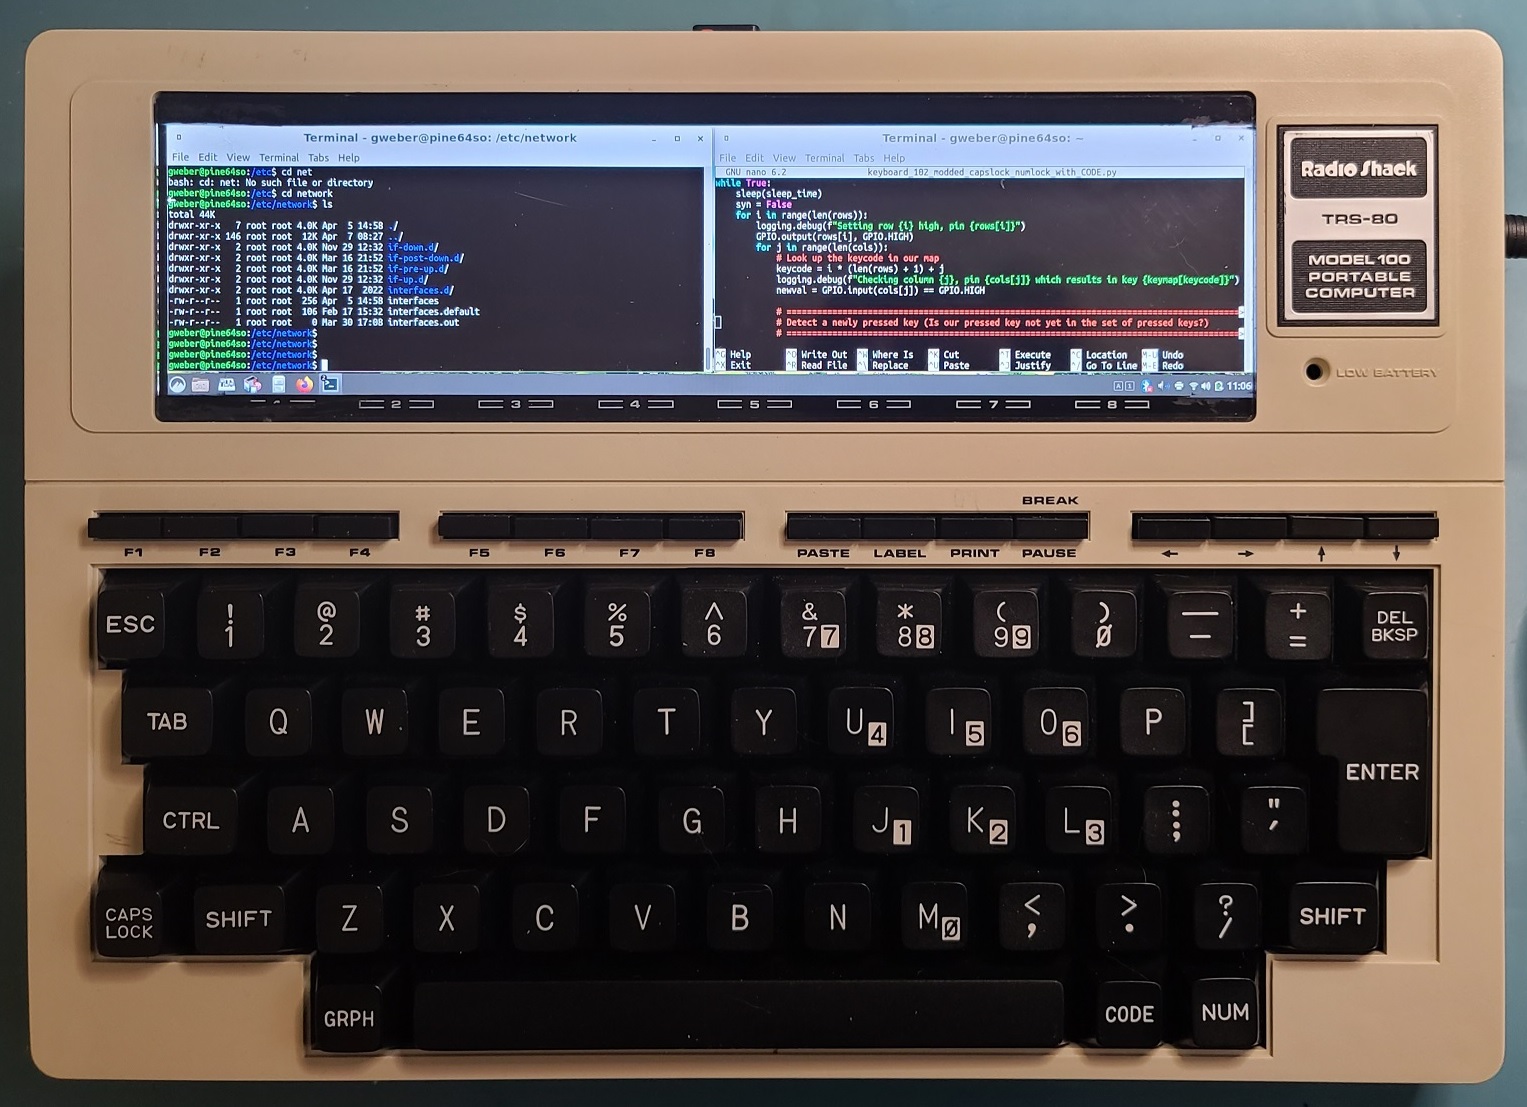 Terminal - gweber@pine64so: /etc/network
File Edit View Terminal Tabs Help
gweber@pine64so:/etc$ cd net
bash: cd: net: No such file or directory
gweber@pine64so:/etc$ cd network
gweber@pine64so:/etc/network$ ls
total 44K
drwxr-xr-x 7 root root 4.0K Apr 5 14:58 ./
drwxr-xr-x 146 root root 12K Apr 7 08:27 ../
drwxr-xr-x 2 root root 4.0K Nov 29 12:32 if-down.d/
drwxr-xr-x 2 root root 4.0K Mar 16 21:52 if-post-down.d/
drwxr-xr-x 2 root root 4.0K Mar 16 21:52 if-pre-up.d/
drwxr-xr-x 2 root root 4.0K Nov 29 12:32 if-up.d/
drwxr-xr-x 2 root root 4.0K Apr 17 2022 interfaces.d/
-rw-r--r-- 1 root root 256 Apr 5 14:58 interfaces
-rw-r--r-- 1 root root 106 Feb 17 15:32 interfaces.default
-rw-r--r-- 1 root root 0 Mar 30 17:08 interfaces.out
gweber@pine64so:/etc/network$
gweber@pine64so:/etc/network$
gweber@pine64so:/etc/network$
gweber@pine64so:/etc/network$
Terminal - gweber@pine64so: ~
File Edit View Terminal Tabs Help
GNU nano 6.2 keyboard_102_modded_capslock_numlock_with_CODE.py
while True:
sleep(sleep_time)
syn = False
for i in range(len(rows)):
logging.debug(f"Setting row {i} high, pin {rows[i]}")
GPIO.output(rows[i], GPIO.HIGH)
for j in range(len(cols)):
# Look up the keycode in our map
keycode = i * (len(rows) + 1) + j
logging.debug(f"Checking column {j}, pin {cols[j]} which results in key {keymap[keycode]}")
newval = GPIO.input(cols[j]) == GPIO.HIGH
# Detect a newly pressed key (Is our pressed key not yet in the set of pressed keys?)
^G Help ^O Write Out ^W Where Is ^K Cut ^T Execute ^C Location M-U Undo
^X Exit ^R Read File ^\ Replace ^U Paste ^J Justify ^/ Go To Line M-E Redo
11:06
2 3 4 5 6 7 8
Radio Shack
TRS-80
MODEL 100
PORTABLE
COMPUTER
LOW BATTERY
BREAK
F1 F2 F3 F4 F5 F6 F7 F8 PASTE LABEL PRINT PAUSE ← → ↑ ↓
ESC ! 1 @ 2 # 3 $ 4 % 5 ^ 6 & 7 7 * 8 8 ( 9 9 ) 0 — - + = DEL BKSP
TAB Q W E R T Y U 4 I 5 O 6 P ] [ ENTER
CTRL A S D F G H J 1 K 2 L 3 : ; " '
CAPS LOCK SHIFT Z X C V B N M 0 < , > . ? / SHIFT
GRPH CODE NUM